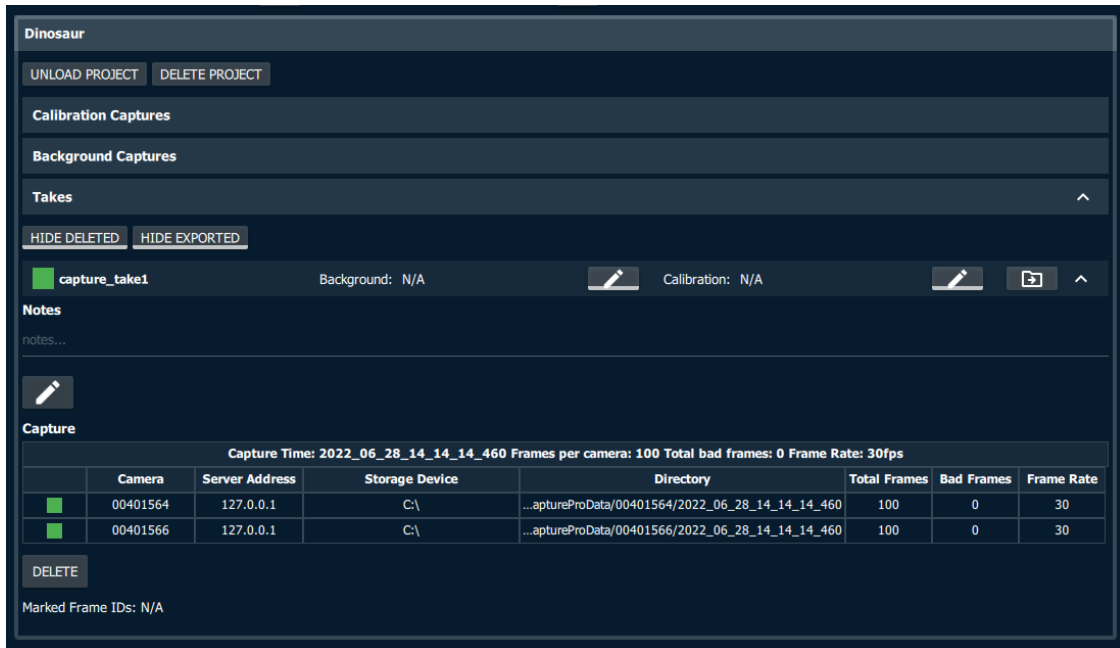 Dinosaur
UNLOAD PROJECT DELETE PROJECT
Calibration Captures
Background Captures
Takes
HIDE DELETED HIDE EXPORTED
capture_take1 Background: N/A Calibration: N/A
Notes
notes...
Capture
Capture Time: 2022_06_28_14_14_14_460 Frames per camera: 100 Total bad frames: 0 Frame Rate: 30fps
Camera Server Address Storage Device Directory Total Frames Bad Frames Frame Rate
00401564 127.0.0.1 C:\ ...aptureProData/00401564/2022_06_28_14_14_14_460 100 0 30
00401566 127.0.0.1 C:\ ...aptureProData/00401566/2022_06_28_14_14_14_460 100 0 30
DELETE
Marked Frame IDs: N/A